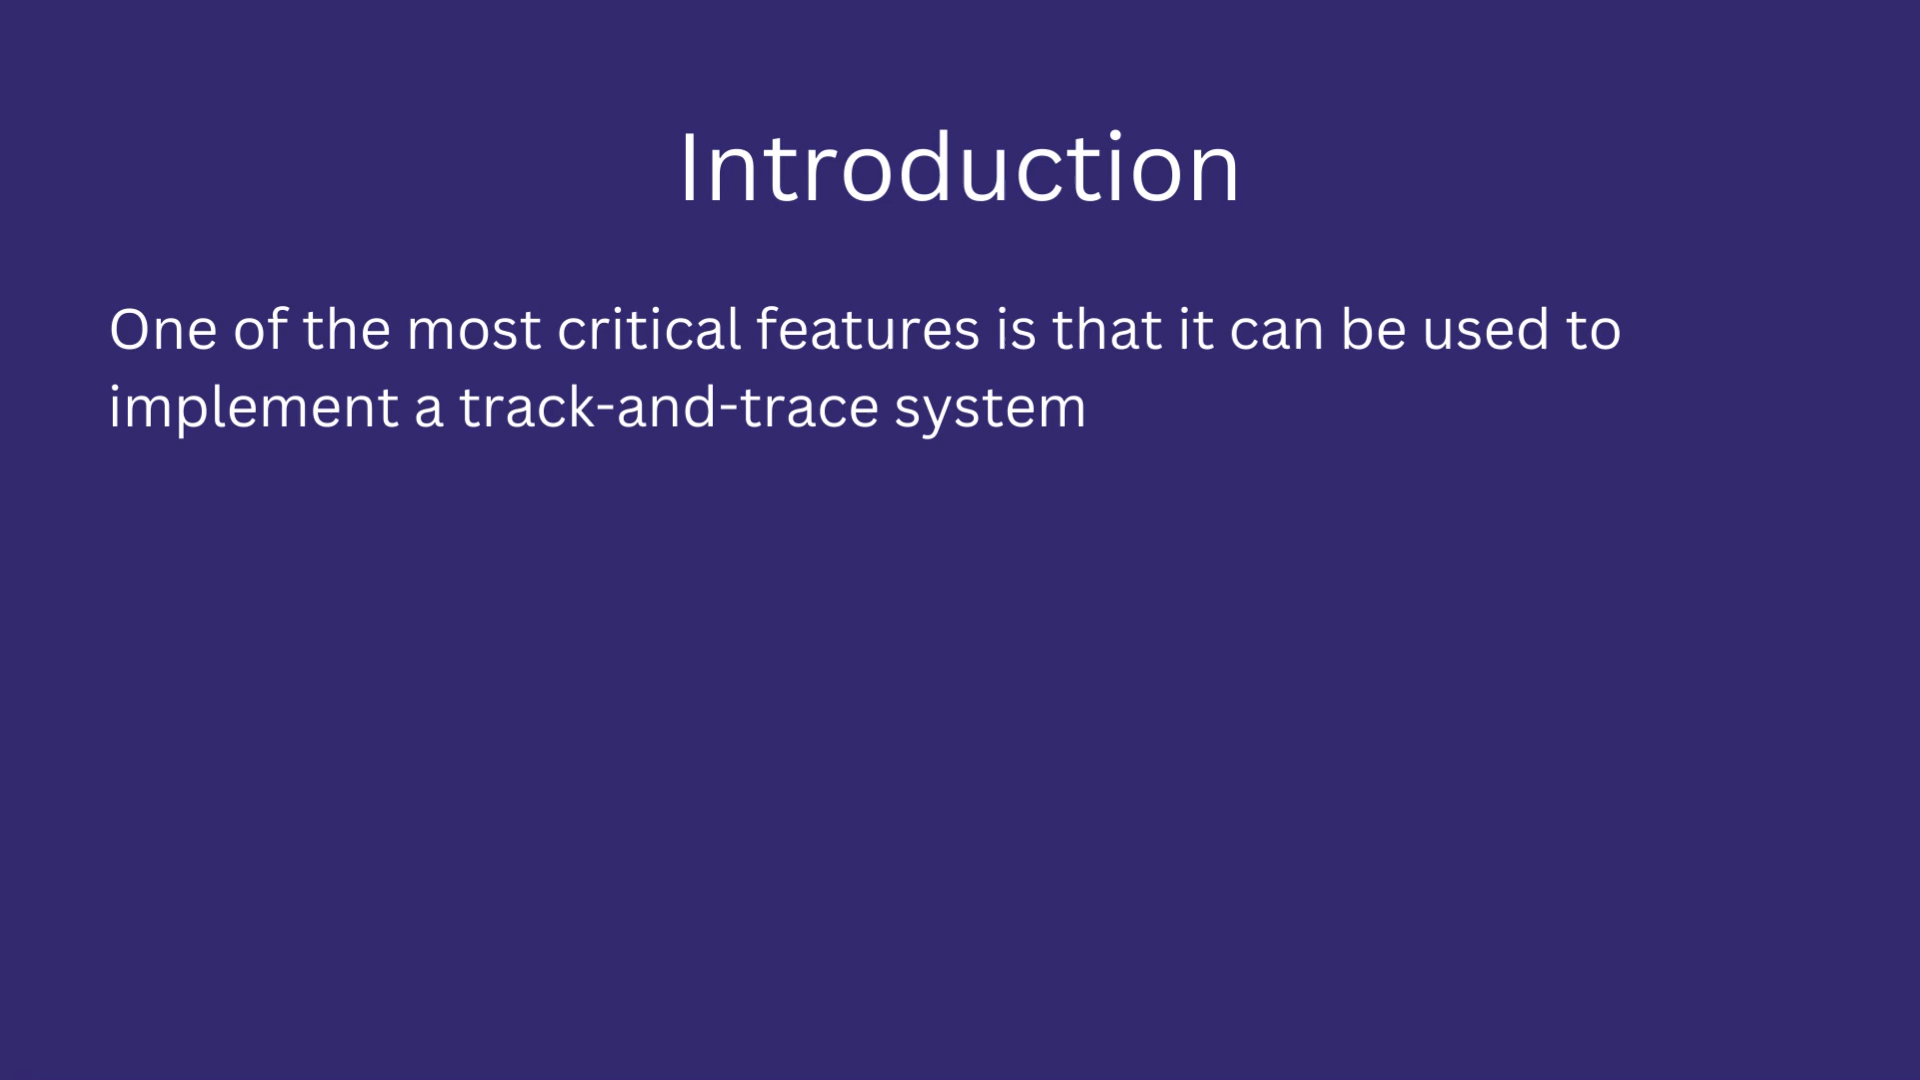 Introduction
One of the most critical features is that it can be used to
implement a track-and-trace system